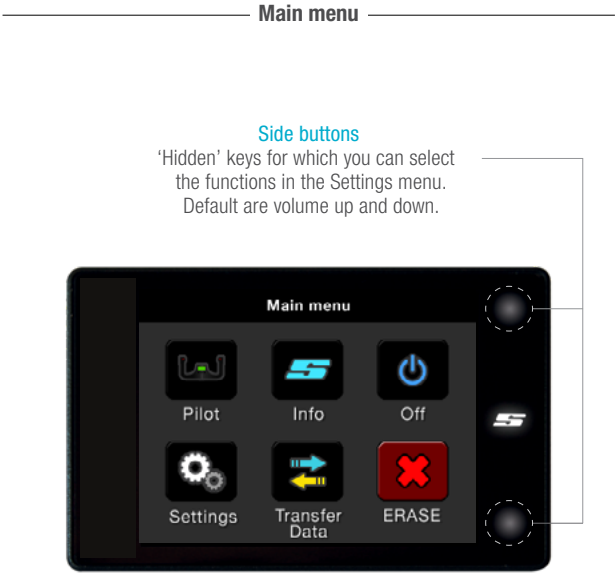 Main menu
Side buttons
‘Hidden’ keys for which you can select
the functions in the Settings menu.
Default are volume up and down.
Main menu
Pilot Info Off
Settings Transfer ERASE
Data